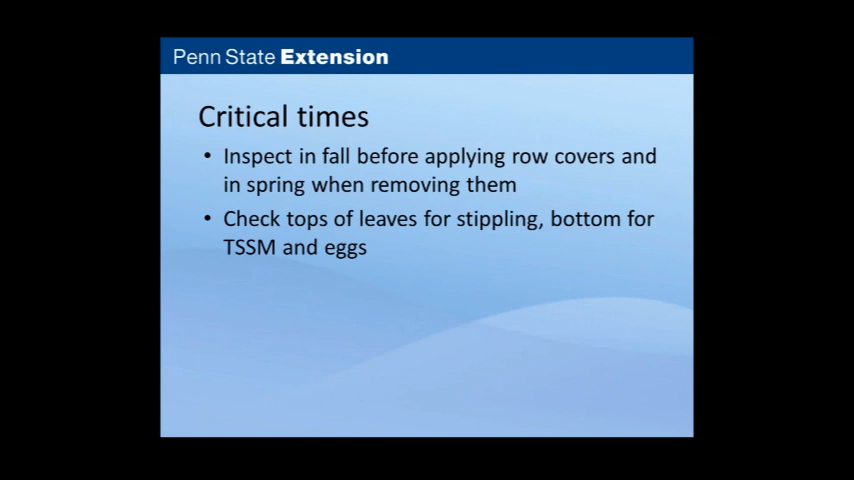 Penn State Extension
Critical times
• Inspect in fall before applying row covers and
in spring when removing them
• Check tops of leaves for stippling, bottom for
TSSM and eggs